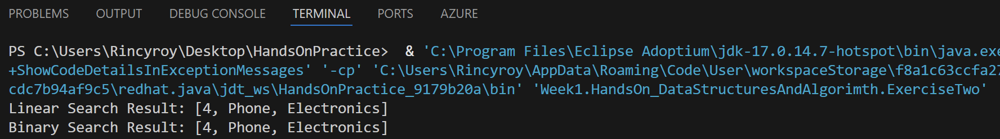 PROBLEMS OUTPUT DEBUG CONSOLE TERMINAL PORTS AZURE
PS C:\Users\Rincyroy\Desktop\HandsOnPractice>  & 'C:\Program Files\Eclipse Adoptium\jdk-17.0.14.7-hotspot\bin\java.exe
+ShowCodeDetailsInExceptionMessages' '-cp' 'C:\Users\Rincyroy\AppData\Roaming\Code\User\workspaceStorage\f8a1c63ccfa27
cdc7b94af9c5\redhat.java\jdt_ws\HandsOnPractice_9179b20a\bin' 'Week1.HandsOn_DataStructuresAndAlgorimth.ExerciseTwo'
Linear Search Result: [4, Phone, Electronics]
Binary Search Result: [4, Phone, Electronics]